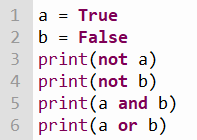 1 a = True
2 b = False
3 print(not a)
4 print(not b)
5 print(a and b)
6 print(a or b)